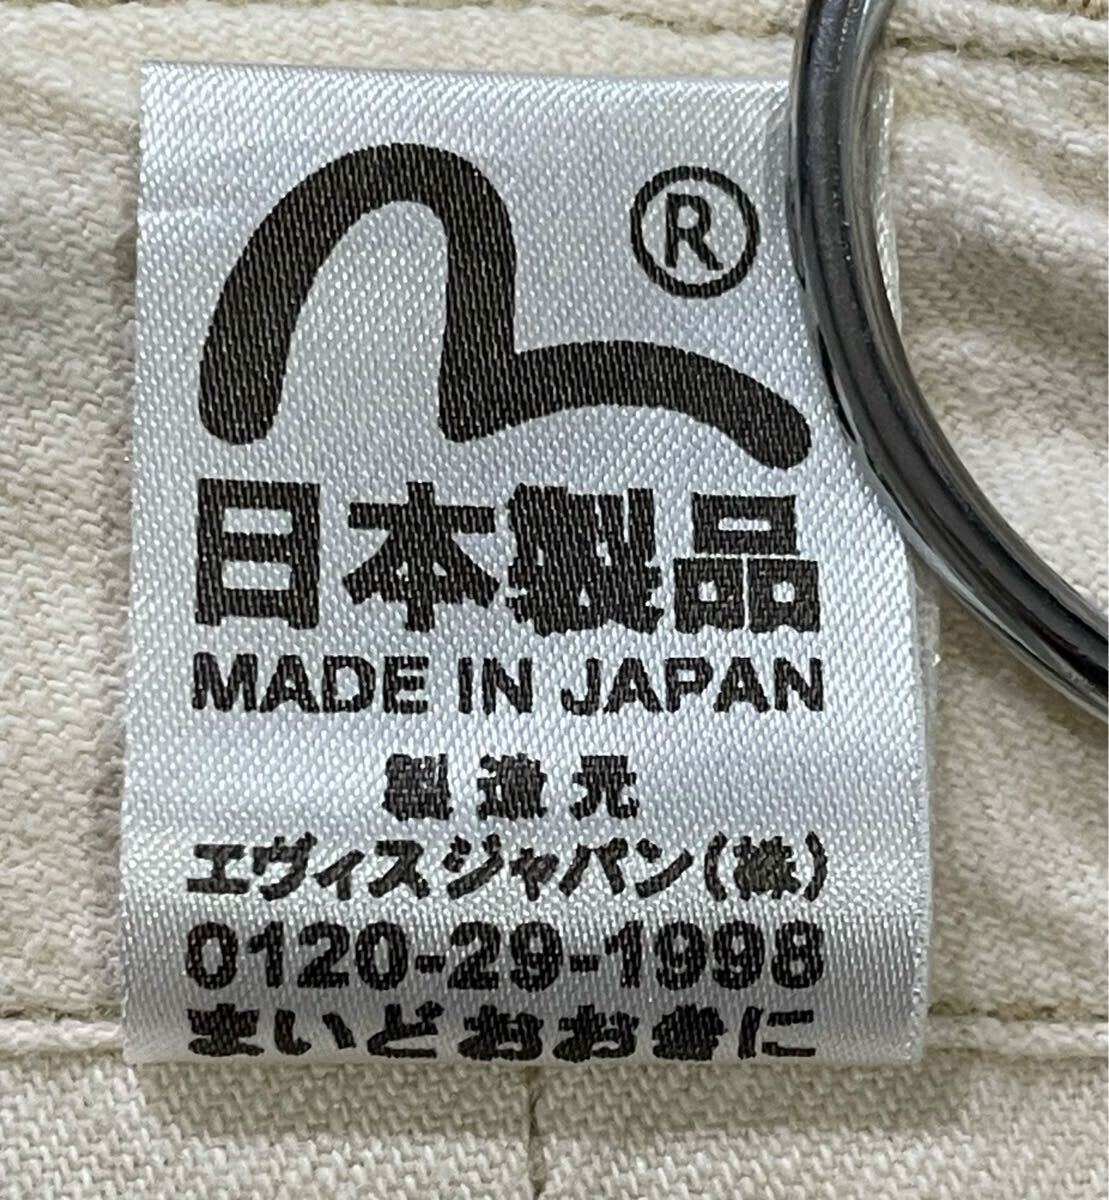 ®
日本製品
MADE IN JAPAN
製造元
エヴィスジャパン(株)
0120-29-1998
まいどおおきに